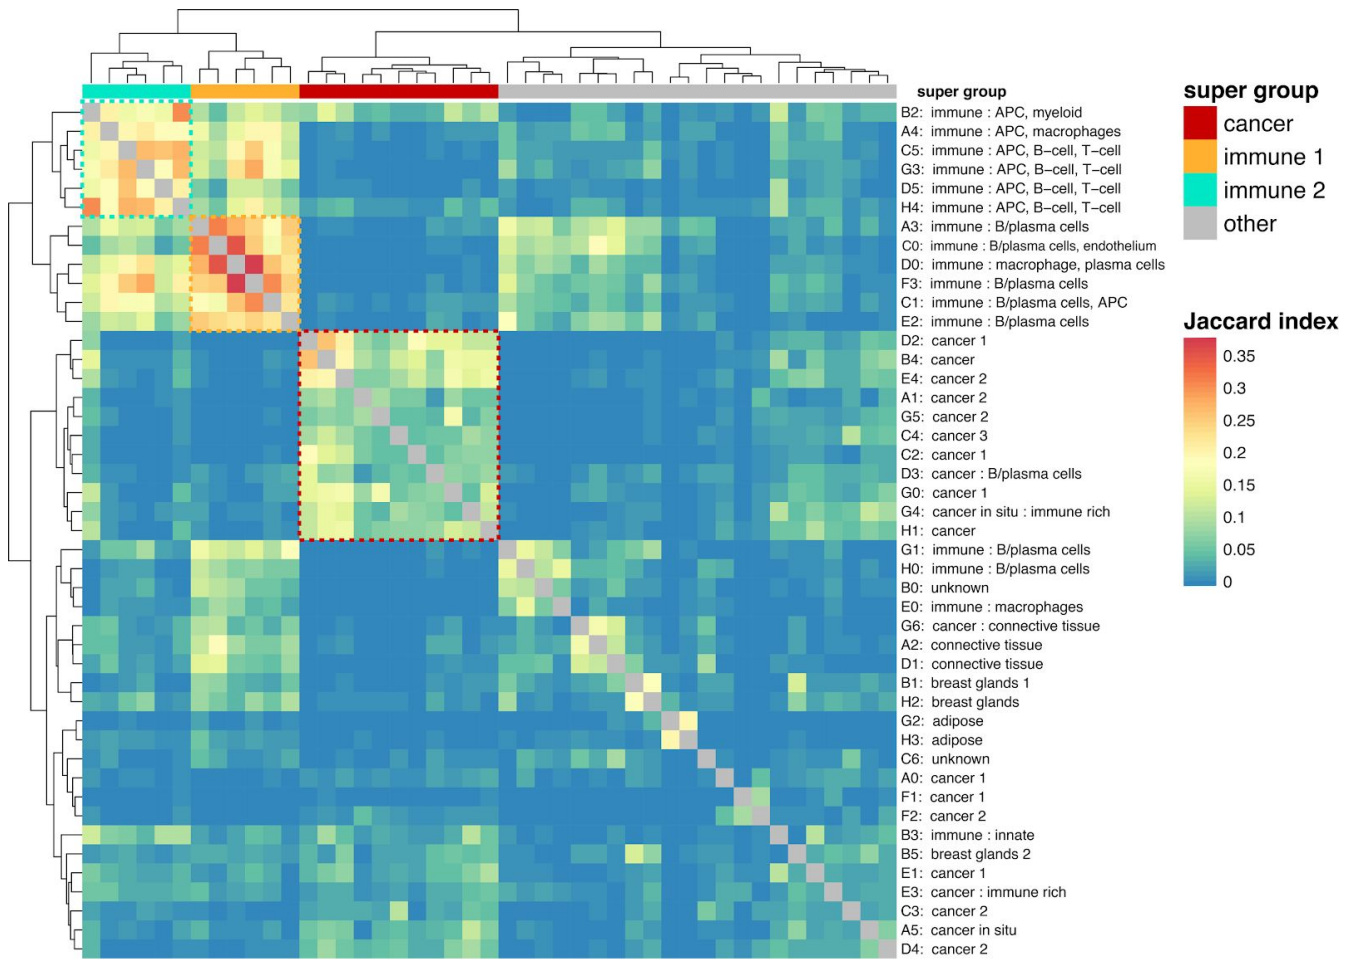 super group
B2: immune : APC, myeloid
A4: immune : APC, macrophages
C5: immune : APC, B−cell, T−cell
G3: immune : APC, B−cell, T−cell
D5: immune : APC, B−cell, T−cell
H4: immune : APC, B−cell, T−cell
A3: immune : B/plasma cells
C0: immune : B/plasma cells, endothelium
D0: immune : macrophage, plasma cells
F3: immune : B/plasma cells
C1: immune : B/plasma cells, APC
E2: immune : B/plasma cells
D2: cancer 1
B4: cancer
E4: cancer 2
A1: cancer 2
G5: cancer 2
C4: cancer 3
C2: cancer 1
D3: cancer : B/plasma cells
G0: cancer 1
G4: cancer in situ : immune rich
H1: cancer
G1: immune : B/plasma cells
H0: immune : B/plasma cells
B0: unknown
E0: immune : macrophages
G6: cancer : connective tissue
A2: connective tissue
D1: connective tissue
B1: breast glands 1
H2: breast glands
G2: adipose
H3: adipose
C6: unknown
A0: cancer 1
F1: cancer 1
F2: cancer 2
B3: immune : innate
B5: breast glands 2
E1: cancer 1
E3: cancer : immune rich
C3: cancer 2
A5: cancer in situ
D4: cancer 2
super group
cancer
immune 1
immune 2
other
Jaccard index
0.35
0.3
0.25
0.2
0.15
0.1
0.05
0